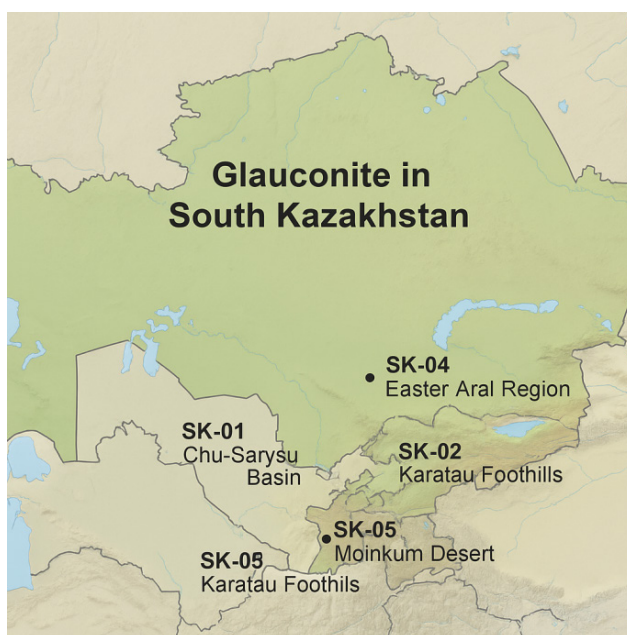 Glauconite in
South Kazakhstan
SK-04
Easter Aral Region
SK-01
Chu-Sarysu
Basin
SK-02
Karatau Foothills
SK-05
Moinkum Desert
SK-05
Karatau Foothils